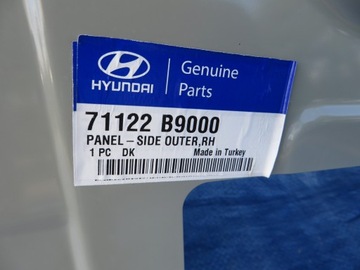 HYUNDAI
Genuine
Parts
71122 B9000
PANEL-SIDE OUTER,RH
1 PC DK Made in Turkey